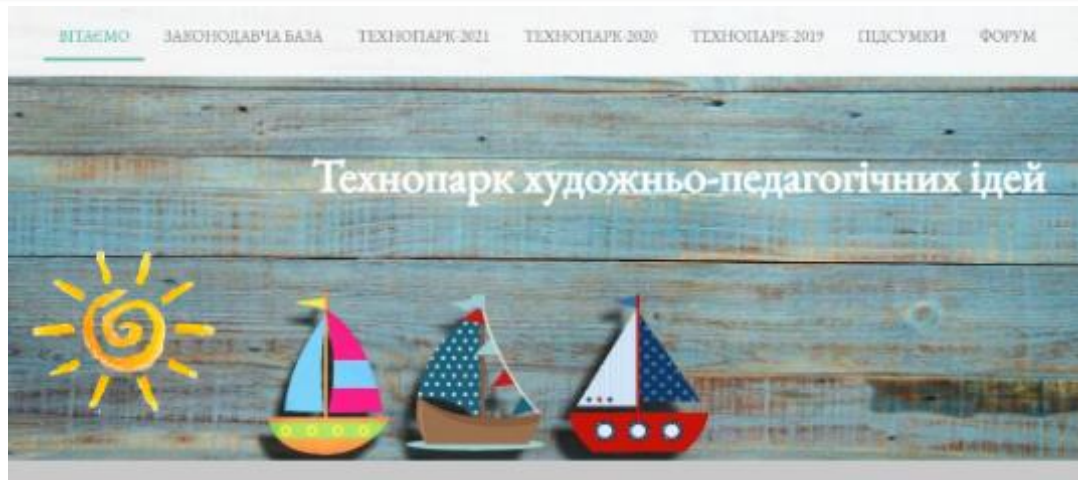 ВІТАЄМО ЗАКОНОДАВЧА БАЗА ТЕХНОПАРК-2021 ТЕХНОПАРК-2020 ТЕХНОПАРК-2019 ПІДСУМКИ ФОРУМ
Технопарк художньо-педагогічних ідей